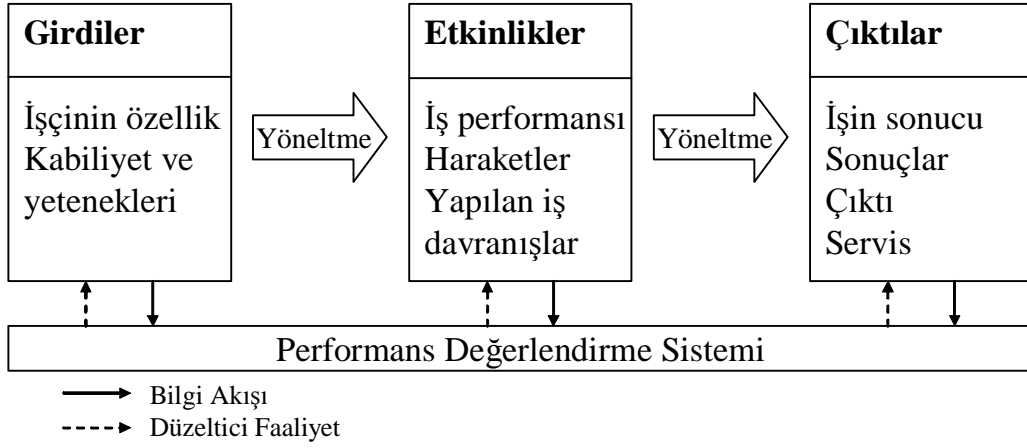 Girdiler
İşçinin özellik
Kabiliyet ve
yetenekleri
Yöneltme
Etkinlikler
İş performansı
Haraketler
Yapılan iş
davranışlar
Yöneltme
Çıktılar
İşin sonucu
Sonuçlar
Çıktı
Servis
Performans Değerlendirme Sistemi
Bilgi Akışı
Düzeltici Faaliyet